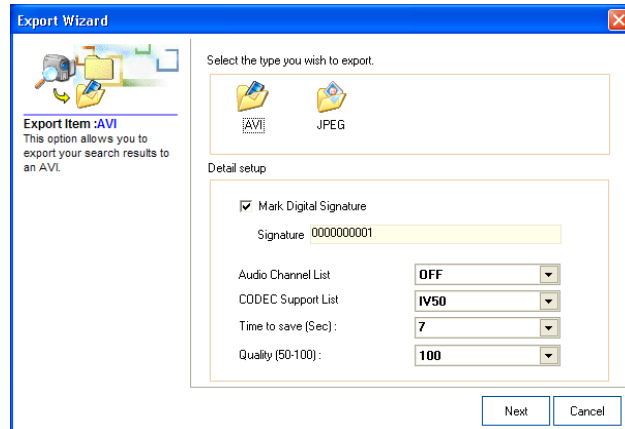 Export Wizard
Export Item :AVI
This option allows you to
export your search results to
an AVI.
Select the type you wish to export.
AVI JPEG
Detail setup
Mark Digital Signature
Signature 0000000001
Audio Channel List OFF
CODEC Support List IV50
Time to save (Sec) : 7
Quality (50-100) : 100
Next Cancel